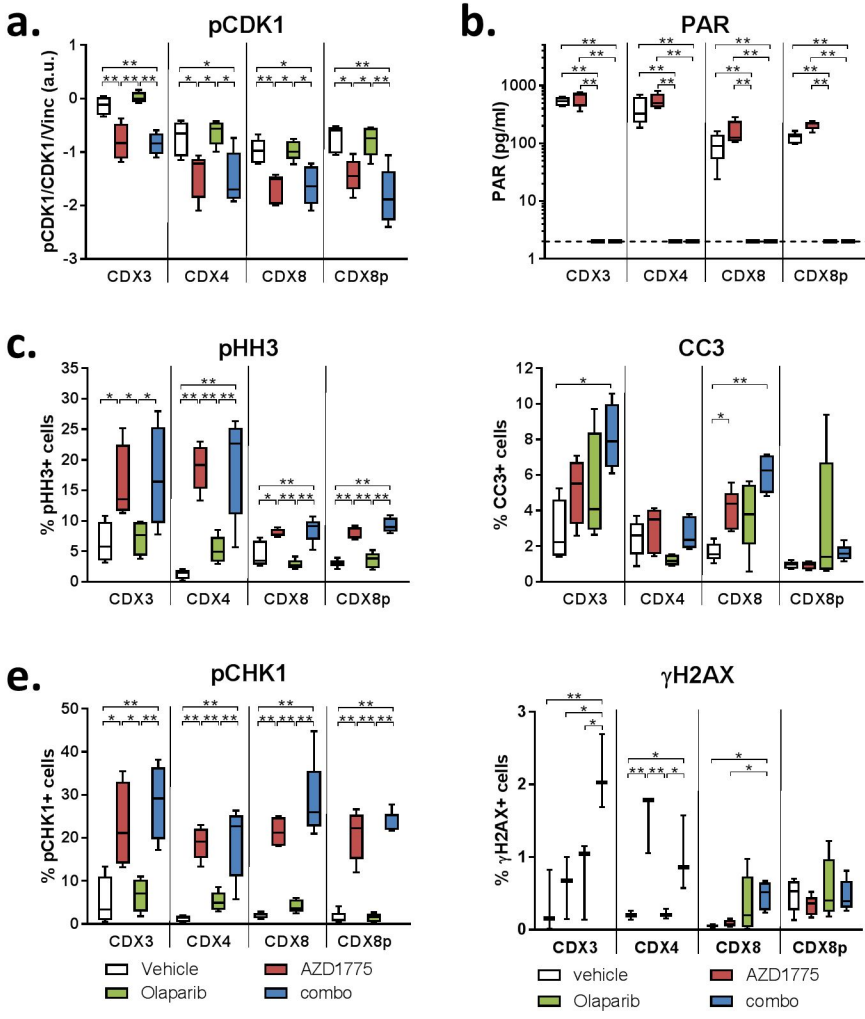 a.
pCDK1
pCDK1/CDK1/Vinc (a.u.)
** * * **
** ** ** * * * ** * * * * **
1
0
-1
-2
-3
CDX3 CDX4 CDX8 CDX8p
b.
PAR
PAR (pg/ml)
** ** ** **
** ** ** **
** ** ** **
** ** ** **
1000
100
10
1
CDX3 CDX4 CDX8 CDX8p
c.
pHH3
% pHH3+ cells
** ** **
* * * ** ** ** * ** ** ** ** **
35
30
25
20
15
10
5
0
CDX3 CDX4 CDX8 CDX8p
CC3
% CC3+ cells
* **
*
12
10
8
6
4
2
0
CDX3 CDX4 CDX8 CDX8p
e.
pCHK1
% pCHK1+ cells
** ** ** **
* * ** ** ** ** ** ** ** ** ** **
50
40
30
20
10
0
CDX3 CDX4 CDX8 CDX8p
Vehicle AZD1775
Olaparib combo
γH2AX
% γH2AX+ cells
** * *
* ** ** * *
*
3
2
1
0
CDX3 CDX4 CDX8 CDX8p
vehicle AZD1775
Olaparib combo